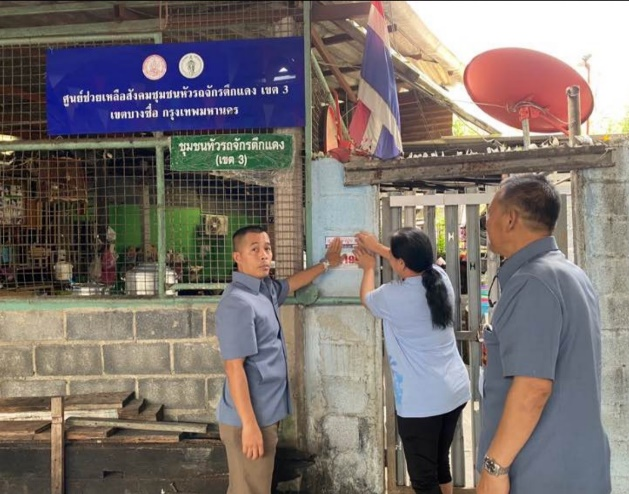 ศูนย์ช่วยเหลือสังคมชุมชนหัวรถจักรตึกแดง เขต 3
เขตบางซื่อ กรุงเทพมหานคร
ชุมชนหัวรถจักรตึกแดง
(เขต 3)